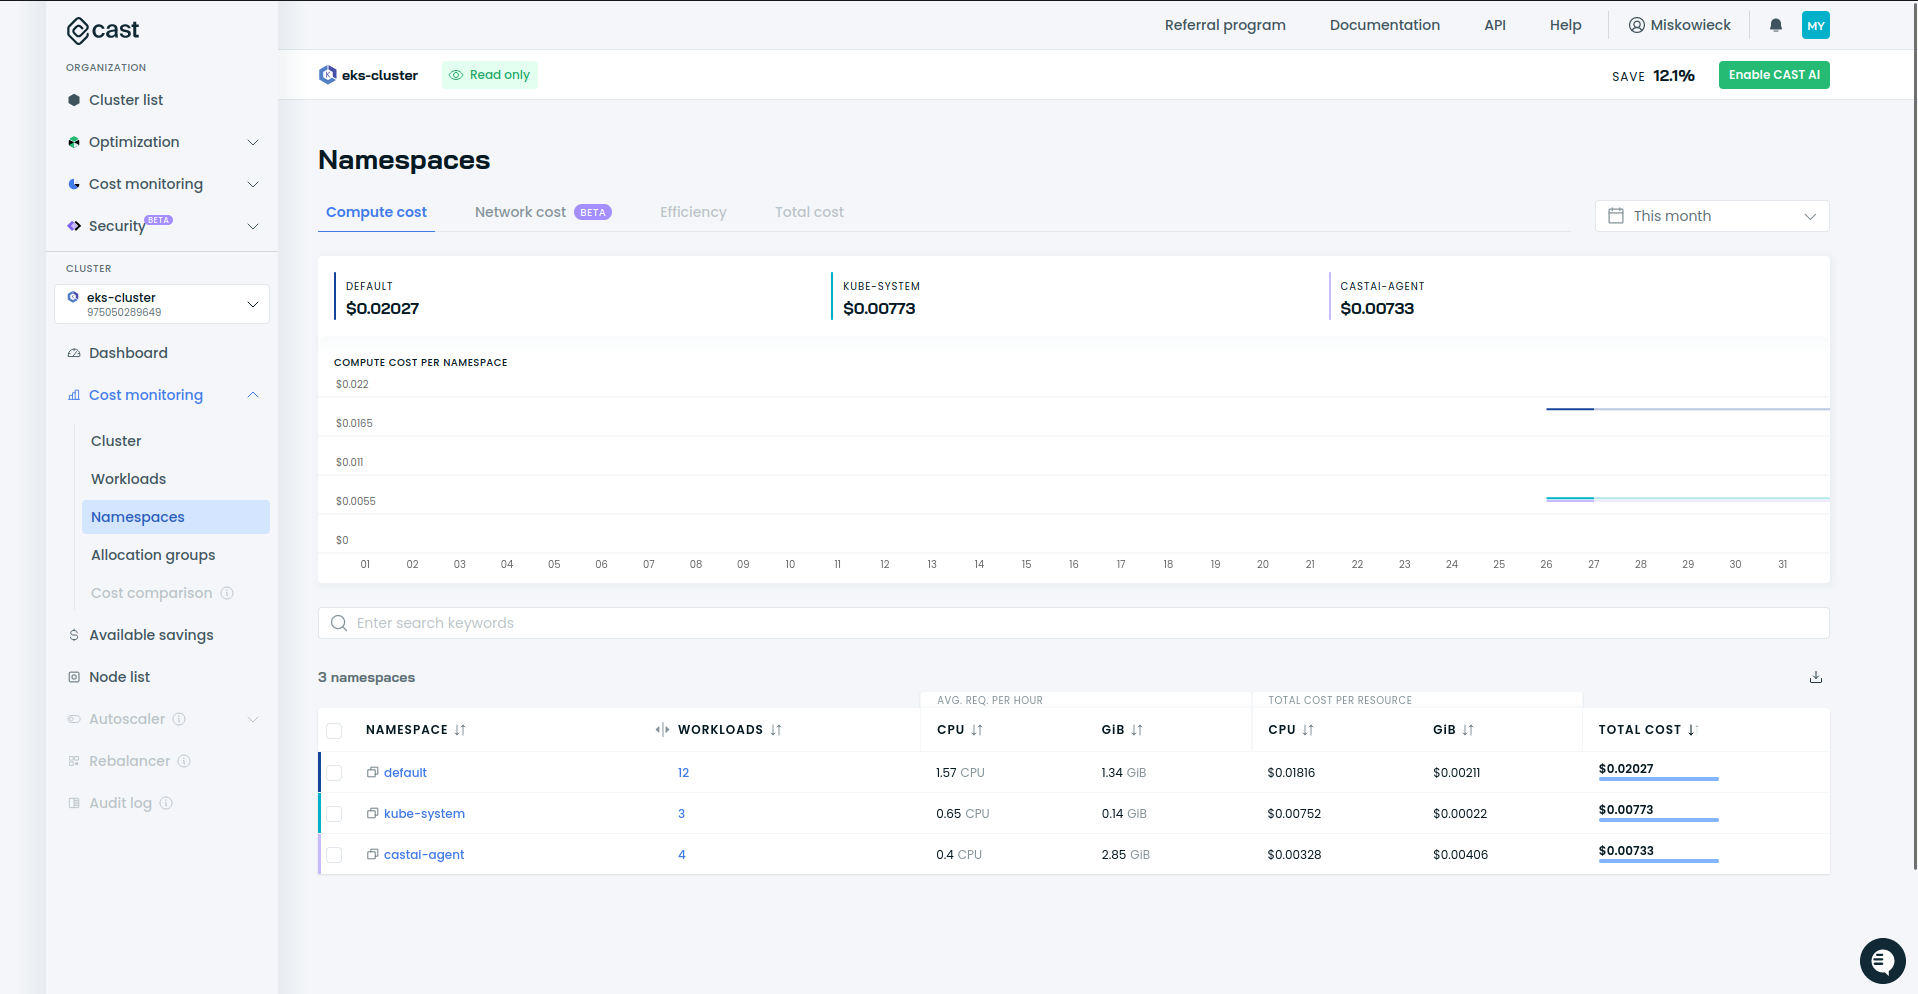 cast
Referral program Documentation API Help Miskowieck MY
ORGANIZATION
Cluster list
Optimization
Cost monitoring
Security BETA
CLUSTER
eks-cluster
975050289649
Dashboard
Cost monitoring
Cluster
Workloads
Namespaces
Allocation groups
Cost comparison
Available savings
Node list
Autoscaler
Rebalancer
Audit log
eks-cluster Read only SAVE 12.1% Enable CAST AI
Namespaces
Compute cost Network cost BETA Efficiency Total cost This month
DEFAULT KUBE-SYSTEM CASTAI-AGENT
$0.02027 $0.00773 $0.00733
COMPUTE COST PER NAMESPACE
$0.022
$0.0165
$0.011
$0.0055
$0
01 02 03 04 05 06 07 08 09 10 11 12 13 14 15 16 17 18 19 20 21 22 23 24 25 26 27 28 29 30 31
Enter search keywords
3 namespaces
AVG. REQ. PER HOUR TOTAL COST PER RESOURCE
NAMESPACE WORKLOADS CPU GiB CPU GiB TOTAL COST
default 12 1.57 CPU 1.34 GiB $0.01816 $0.00211 $0.02027
kube-system 3 0.65 CPU 0.14 GiB $0.00752 $0.00022 $0.00773
castai-agent 4 0.4 CPU 2.85 GiB $0.00328 $0.00406 $0.00733